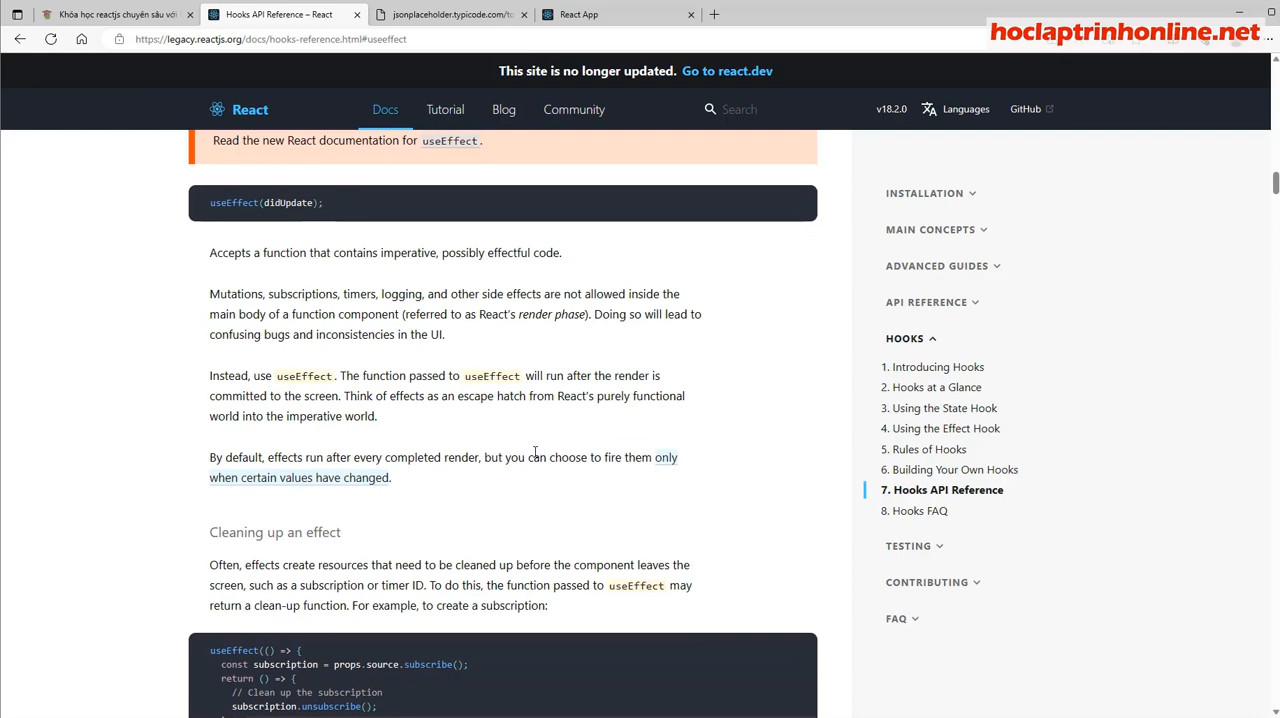 Khóa học reactjs chuyên sâu với
Hooks API Reference – React
jsonplaceholder.typicode.com/to
React App
hoclaptrinhonline.net
https://legacy.reactjs.org/docs/hooks-reference.html#useeffect
This site is no longer updated. Go to react.dev
React
Docs
Tutorial
Blog
Community
Search
v18.2.0
Languages
GitHub
Read the new React documentation for useEffect.
useEffect(didUpdate);
Accepts a function that contains imperative, possibly effectful code.
Mutations, subscriptions, timers, logging, and other side effects are not allowed inside the
main body of a function component (referred to as React’s render phase). Doing so will lead to
confusing bugs and inconsistencies in the UI.
Instead, use useEffect. The function passed to useEffect will run after the render is
committed to the screen. Think of effects as an escape hatch from React’s purely functional
world into the imperative world.
By default, effects run after every completed render, but you can choose to fire them only
when certain values have changed.
Cleaning up an effect
Often, effects create resources that need to be cleaned up before the component leaves the
screen, such as a subscription or timer ID. To do this, the function passed to useEffect may
return a clean-up function. For example, to create a subscription:
useEffect(() => {
const subscription = props.source.subscribe();
return () => {
// Clean up the subscription
subscription.unsubscribe();
INSTALLATION
MAIN CONCEPTS
ADVANCED GUIDES
API REFERENCE
HOOKS
1. Introducing Hooks
2. Hooks at a Glance
3. Using the State Hook
4. Using the Effect Hook
5. Rules of Hooks
6. Building Your Own Hooks
7. Hooks API Reference
8. Hooks FAQ
TESTING
CONTRIBUTING
FAQ